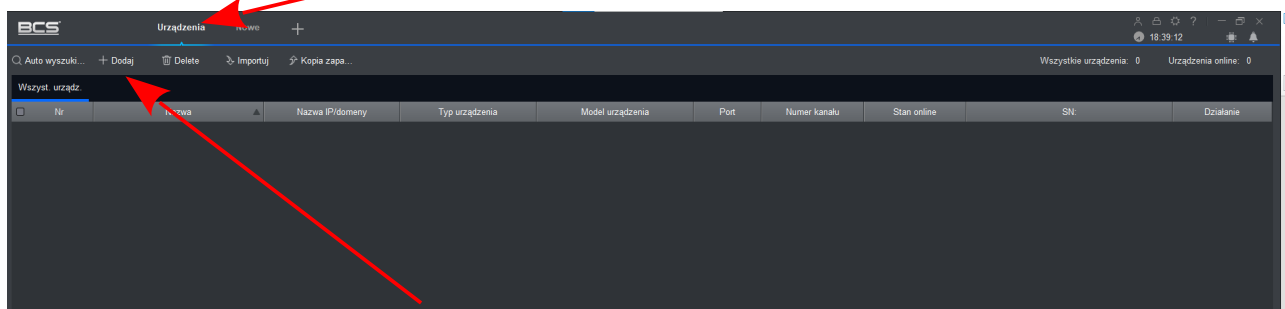 BCS Urządzenia Nowe
18:39:12
Auto wyszuki... Dodaj Delete Importuj Kopia zapa... Wszystkie urządzenia: 0 Urządzenia online: 0
Wszyst. urządz.
Nr Nazwa Nazwa IP/domeny Typ urządzenia Model urządzenia Port Numer kanału Stan online SN: Działanie